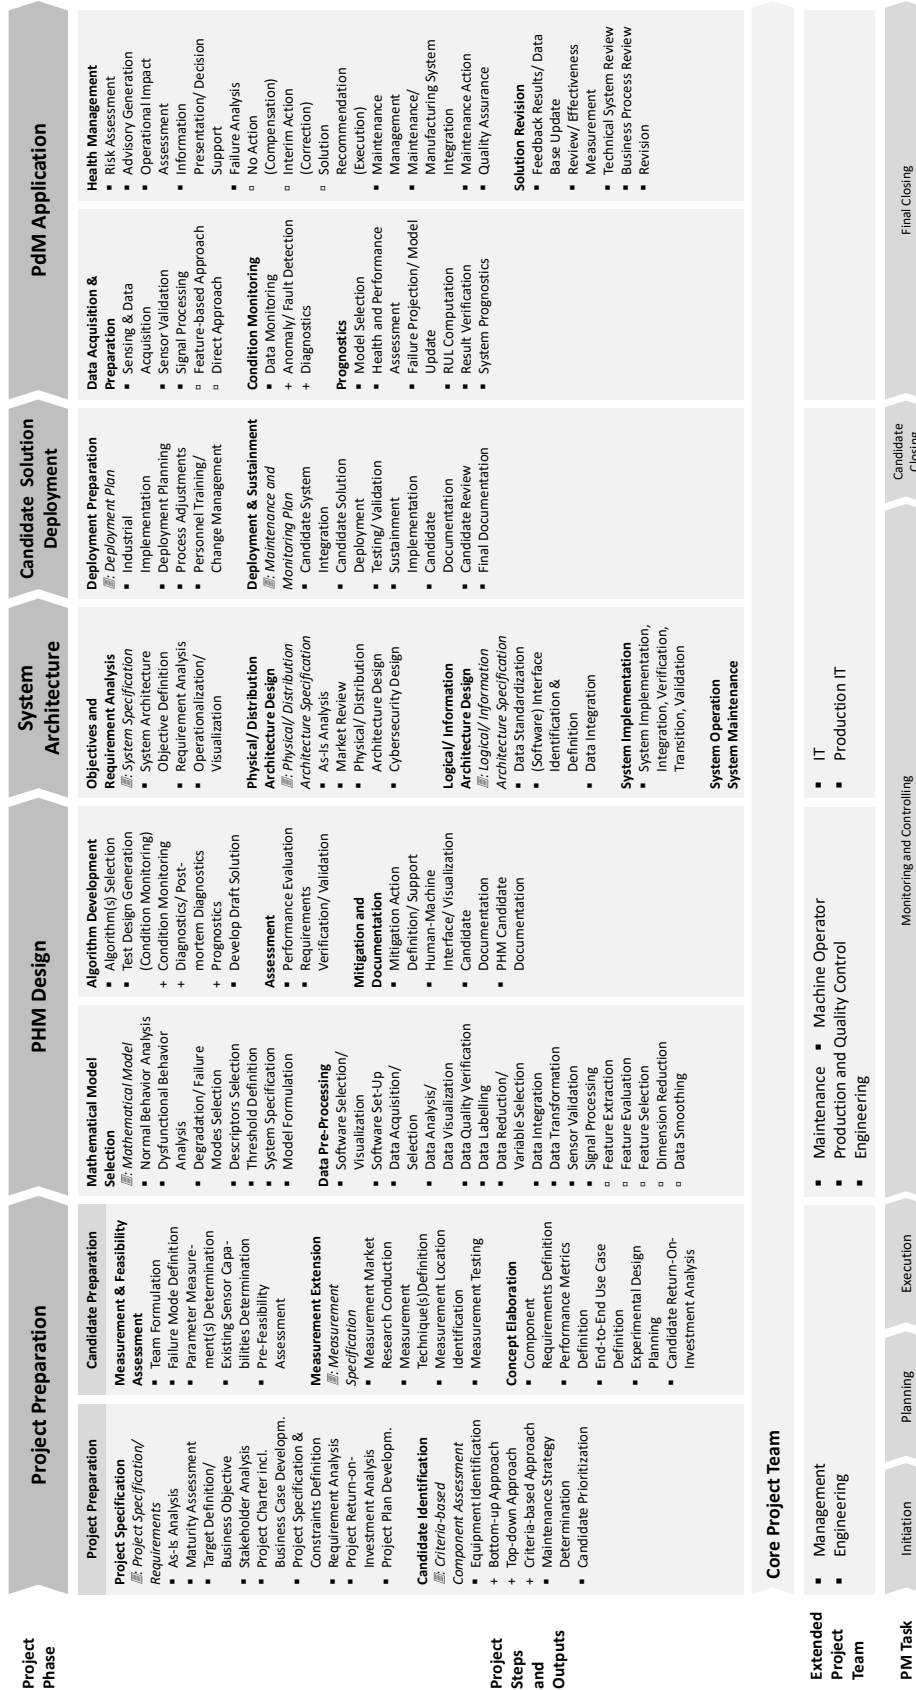 Project
Phase
Project Preparation
PHM Design
System
Architecture
Candidate Solution
Deployment
PdM Application
Project
Steps
and
Outputs
Project Preparation
Project Specification
: Project Specification/
Requirements
▪ As-Is Analysis
▪ Maturity Assessment
▪ Target Definition/
Business Objective
▪ Stakeholder Analysis
▪ Project Charter incl.
Business Case Developm.
▪ Project Specification &
Constraints Definition
▪ Requirement Analysis
▪ Project Return-on-
Investment Analysis
▪ Project Plan Developm.
Candidate Identification
: Criteria-based
Component Assessment
▪ Equipment Identification
+ Bottom-up Approach
+ Top-down Approach
+ Criteria-based Approach
▪ Maintenance Strategy
Determination
▪ Candidate Prioritization
Candidate Preparation
Measurement & Feasibility
Assessment
▪ Team Formulation
▪ Failure Mode Definition
▪ Parameter Measure-
ment(s) Determination
▪ Existing Sensor Capa-
bilities Determination
▪ Pre-Feasibility
Assessment
Measurement Extension
: Measurement
Specification
▪ Measurement Market
Research Conduction
▪ Measurement
Technique(s)Definition
▪ Measurement Location
Identification
▪ Measurement Testing
Concept Elaboration
▪ Component
Requirements Definition
▪ Performance Metrics
Definition
▪ End-to-End Use Case
Definition
▪ Experimental Design
Planning
▪ Candidate Return-On-
Investment Analysis
Mathematical Model
Selection
: Mathematical Model
▪ Normal Behavior Analysis
▪ Dysfunctional Behavior
Analysis
▪ Degradation/ Failure
Modes Selection
▪ Descriptors Selection
▪ Threshold Definition
▪ System Specification
▪ Model Formulation
Data Pre-Processing
▪ Software Selection/
Visualization
▪ Software Set-Up
▪ Data Acquisition/
Selection
▪ Data Analysis/
Data Visualization
▪ Data Quality Verification
▪ Data Labelling
▪ Data Reduction/
Variable Selection
▪ Data Integration
▪ Data Transformation
▪ Sensor Validation
▪ Signal Processing
▫ Feature Extraction
▫ Feature Evaluation
▫ Feature Selection
▫ Dimension Reduction
▫ Data Smoothing
Algorithm Development
▪ Algorithm(s) Selection
▪ Test Design Generation
(Condition Monitoring)
+ Condition Monitoring
+ Diagnostics/ Post-
mortem Diagnostics
+ Prognostics
▪ Develop Draft Solution
Assessment
▪ Performance Evaluation
▪ Requirements
Verification/ Validation
Mitigation and
Documentation
▪ Mitigation Action
Definition/ Support
▪ Human-Machine
Interface/ Visualization
▪ Candidate
Documentation
▪ PHM Candidate
Documentation
Objectives and
Requirement Analysis
: System Specification
▪ System Architecture
Objective Definition
▪ Requirement Analysis
▪ Operationalization/
Visualization
Physical/ Distribution
Architecture Design
: Physical/ Distribution
Architecture Specification
▪ As-Is Analysis
▪ Market Review
▪ Physical/ Distribution
Architecture Design
▪ Cybersecurity Design
Logical/ Information
Architecture Design
: Logical/ Information
Architecture Specification
▪ Data Standardization
▪ (Software) Interface
Identification &
Definition
▪ Data Integration
System Implementation
▪ System Implementation,
Integration, Verification,
Transition, Validation
System Operation
System Maintenance
Deployment Preparation
: Deployment Plan
▪ Industrial
Implementation
▪ Deployment Planning
▪ Process Adjustments
▪ Personnel Training/
Change Management
Deployment & Sustainment
: Maintenance and
Monitoring Plan
▪ Candidate System
Integration
▪ Candidate Solution
Deployment
▪ Testing/ Validation
▪ Sustainment
Implementation
▪ Candidate
Documentation
▪ Candidate Review
▪ Final Documentation
Data Acquisition &
Preparation
▪ Sensing & Data
Acquisition
▪ Sensor Validation
▪ Signal Processing
▫ Feature-based Approach
▫ Direct Approach
Condition Monitoring
▪ Data Monitoring
+ Anomaly/ Fault Detection
+ Diagnostics
Prognostics
▪ Model Selection
▪ Health and Performance
Assessment
▪ Failure Projection/ Model
Update
▪ RUL Computation
▪ Result Verification
▪ System Prognostics
Health Management
▪ Risk Assessment
▪ Advisory Generation
▪ Operational Impact
Assessment
▪ Information
Presentation/ Decision
Support
▪ Failure Analysis
▫ No Action
(Compensation)
▫ Interim Action
(Correction)
▫ Solution
Recommendation
(Execution)
▪ Maintenance
Management
▪ Maintenance/
Manufacturing System
Integration
▪ Maintenance Action
▪ Quality Assurance
Solution Revision
▪ Feedback Results/ Data
Base Update
▪ Review/ Effectiveness
Measurement
▪ Technical System Review
▪ Business Process Review
▪ Revision
Core Project Team
Extended
Project
Team
▪ Management
▪ Engineering
▪ Maintenance ▪ Machine Operator
▪ Production and Quality Control
▪ Engineering
▪ IT
▪ Production IT
PM Task
Initiation
Planning
Execution
Monitoring and Controlling
Candidate
Closing
Final Closing